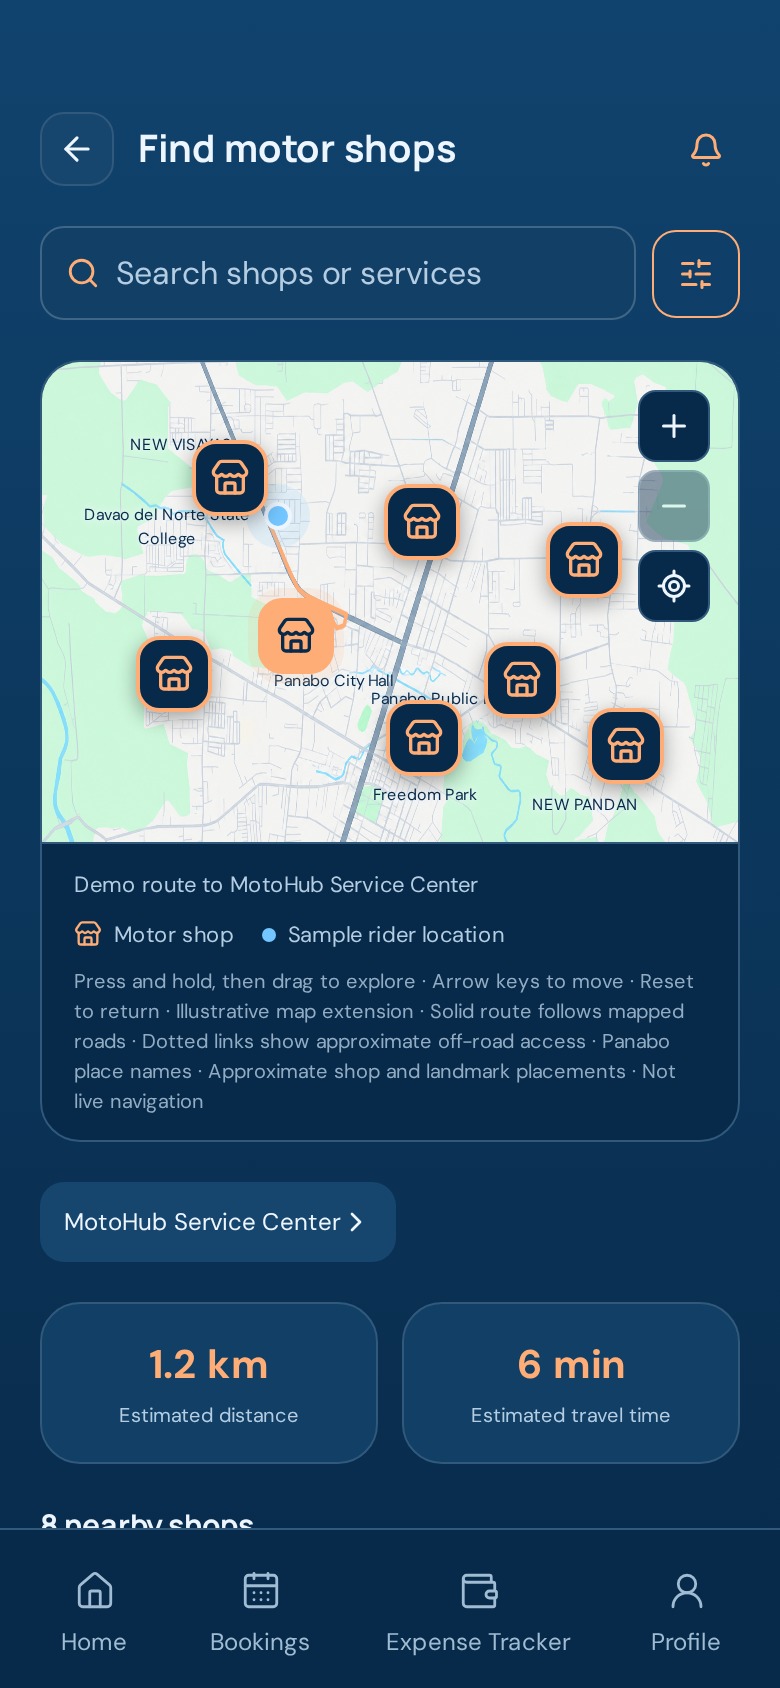 Find motor shops
Search shops or services
NEW VISAYAS
Davao del Norte State
College
Panabo City Hall
Panabo Public
Freedom Park
NEW PANDAN
Demo route to MotoHub Service Center
Motor shop
Sample rider location
Press and hold, then drag to explore · Arrow keys to move · Reset
to return · Illustrative map extension · Solid route follows mapped
roads · Dotted links show approximate off-road access · Panabo
place names · Approximate shop and landmark placements · Not
live navigation
MotoHub Service Center
1.2 km
Estimated distance
6 min
Estimated travel time
8 nearby shops
Home
Bookings
Expense Tracker
Profile